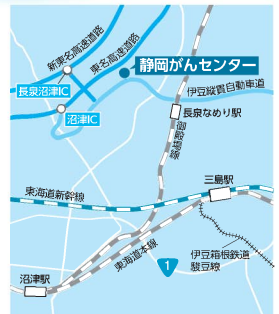 新東名高速道路
東名高速道路
静岡がんセンター
長泉沼津IC
伊豆縦貫自動車道
沼津IC
長泉なめり駅
御殿場線
三島駅
東海道新幹線
東海道本線
伊豆箱根鉄道
駿豆線
1
沼津駅